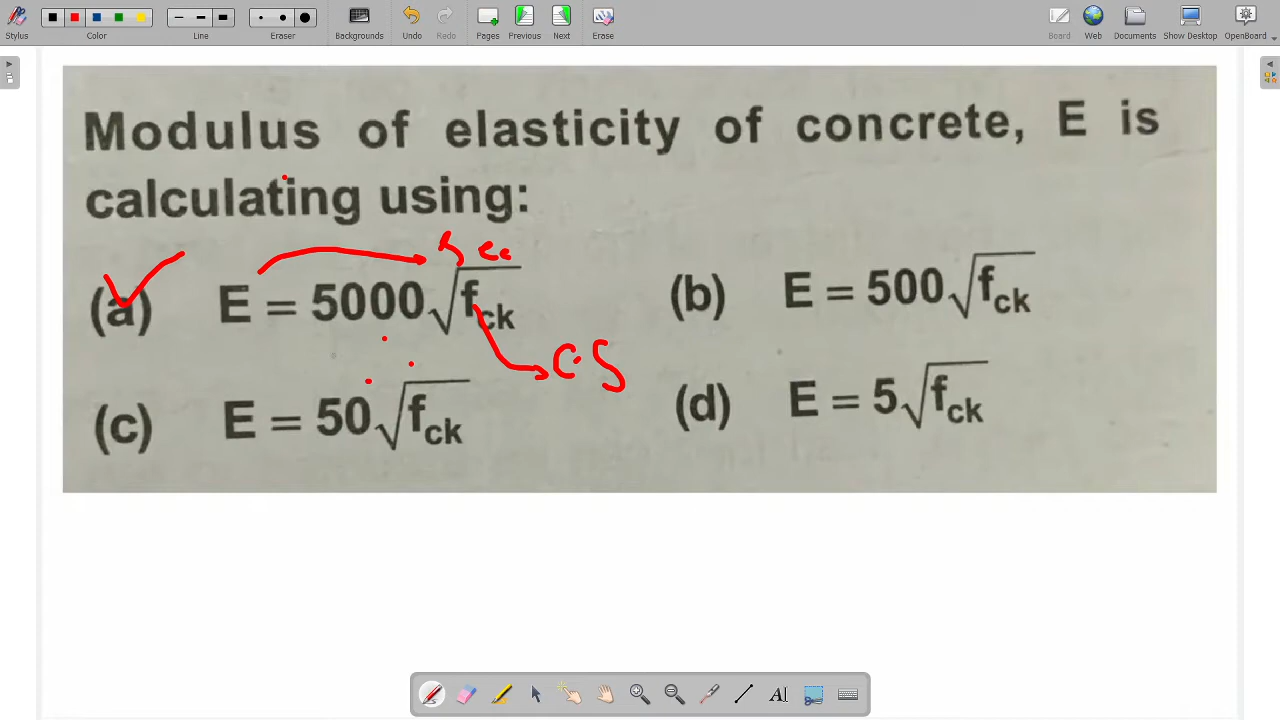 Stylus Color Line Eraser Backgrounds Undo Redo Pages Previous Next Erase Board Web Documents Show Desktop OpenBoard
Modulus of elasticity of concrete, E is
calculating using:
(a) E = 5000√fck (b) E = 500√fck
C.S
(c) E = 50√fck (d) E = 5√fck